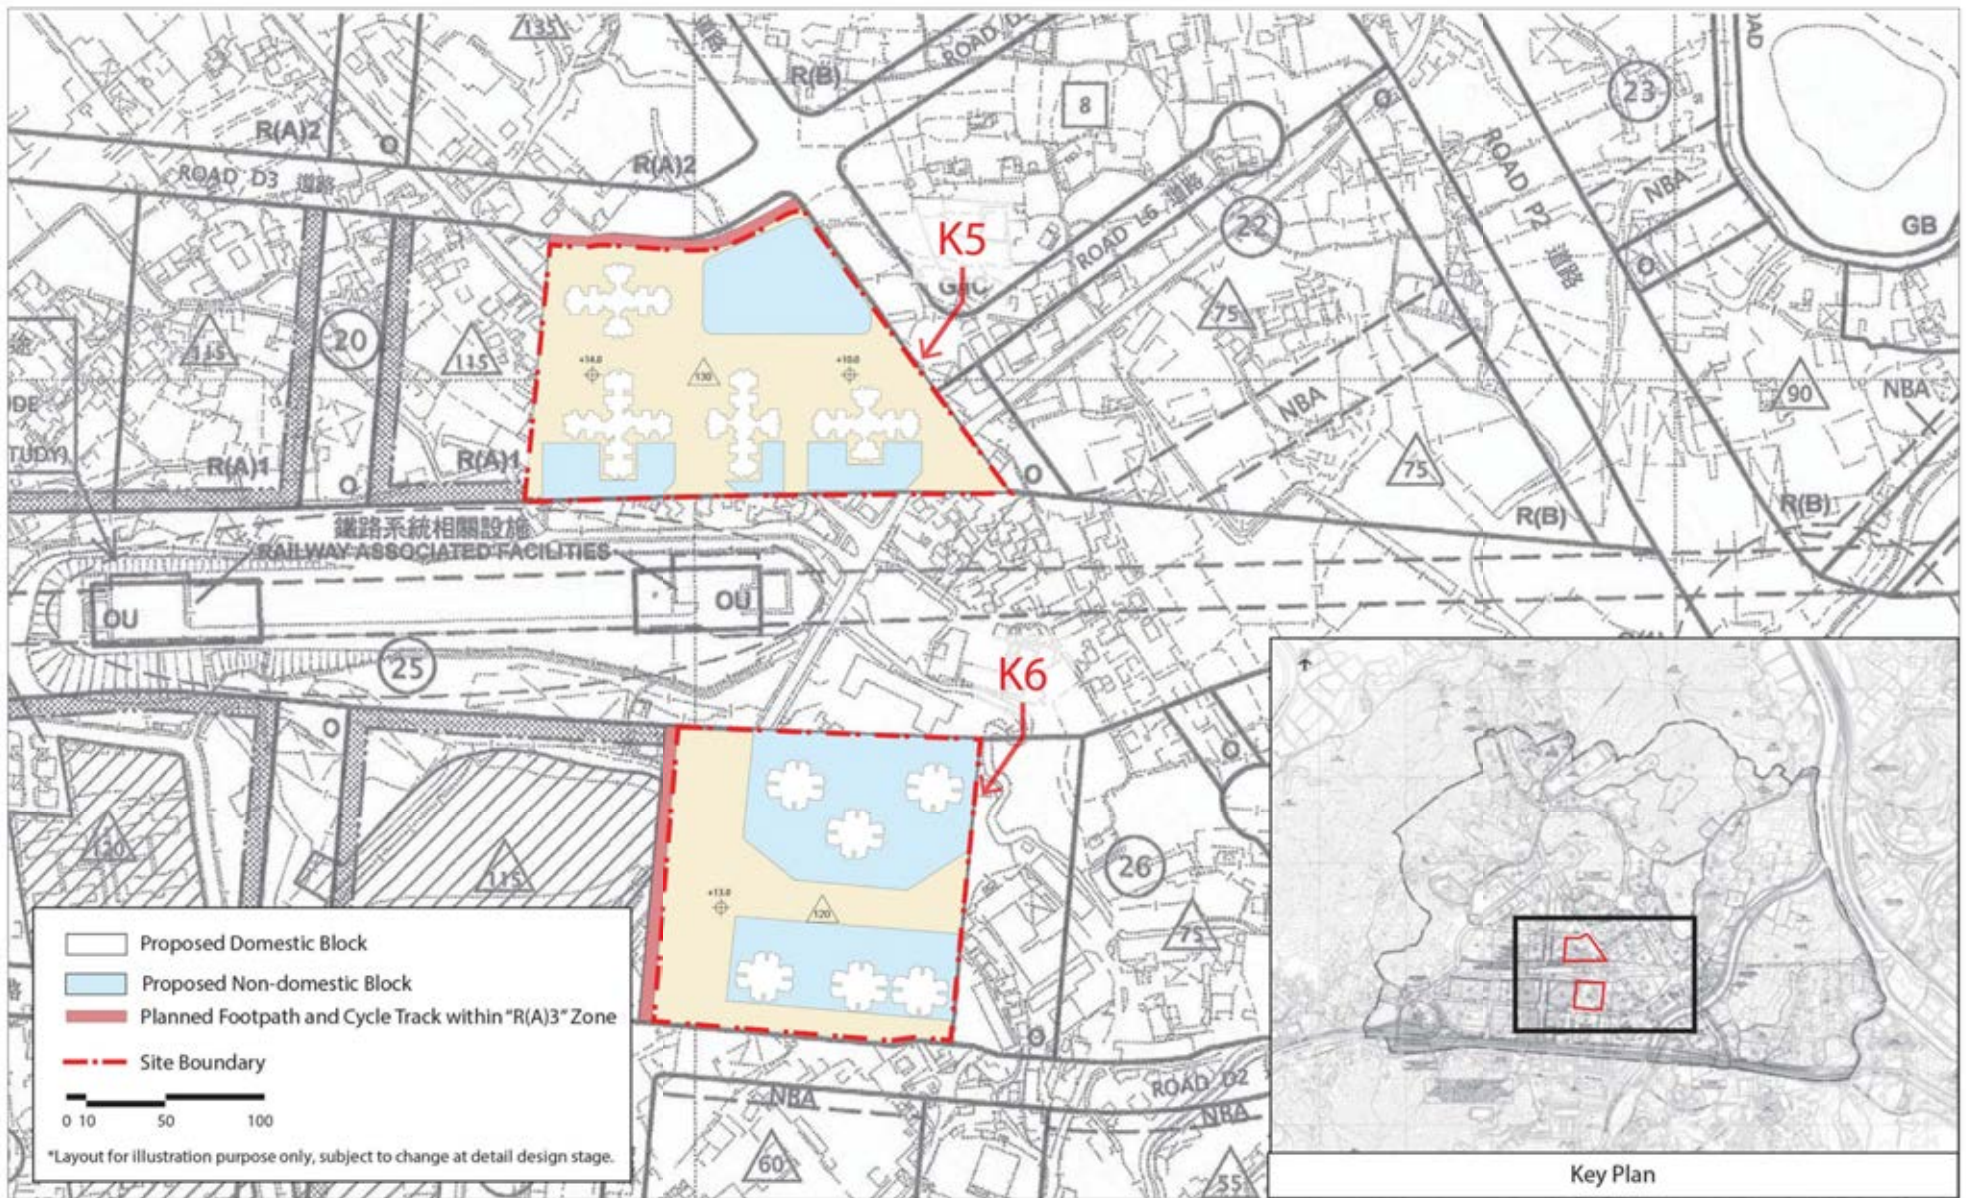 135
道路
R(B)
ROAD D
R(A)2
O
R(A)2
ROAD D3 道路
8
O
23
ROAD P2 道路
NBA
GB
K5
G/IC
ROAD L6 道路
22
O
75
115
20
115
+14.0
130
+10.0
NBA
90
NBA
TUDY)
R(A)1
O
R(A)1
O
75
R(B)
R(B)
鐵路系統相關設施
RAILWAY ASSOCIATED FACILITIES
OU
OU
25
K6
O
O
120
115
+13.0
120
26
75
O
ROAD D2
NBA
NBA
60
55
Proposed Domestic Block
Proposed Non-domestic Block
Planned Footpath and Cycle Track within "R(A)3" Zone
Site Boundary
0 10 50 100
*Layout for illustration purpose only, subject to change at detail design stage.
Key Plan